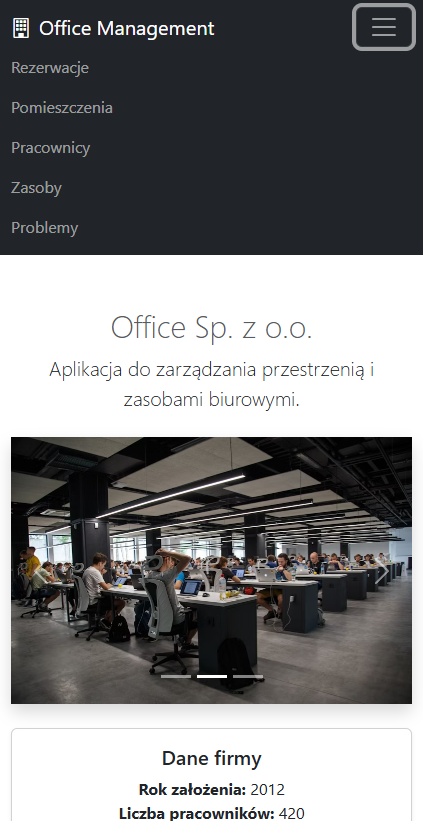 Office Management
Rezerwacje
Pomieszczenia
Pracownicy
Zasoby
Problemy
Office Sp. z o.o.
Aplikacja do zarządzania przestrzenią i
zasobami biurowymi.
Dane firmy
Rok założenia: 2012
Liczba pracowników: 420